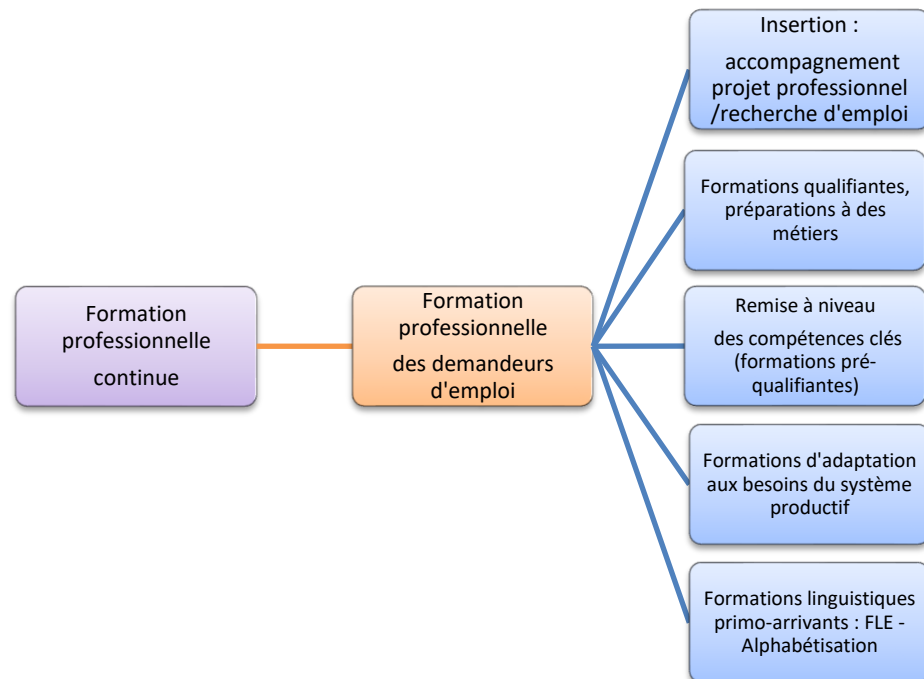 Formation
professionnelle
continue
Formation
professionnelle
des demandeurs
d'emploi
Insertion :
accompagnement
projet professionnel
/recherche d'emploi
Formations qualifiantes,
préparations à des
métiers
Remise à niveau
des compétences clés
(formations pré-
qualifiantes)
Formations d'adaptation
aux besoins du système
productif
Formations linguistiques
primo-arrivants : FLE -
Alphabétisation